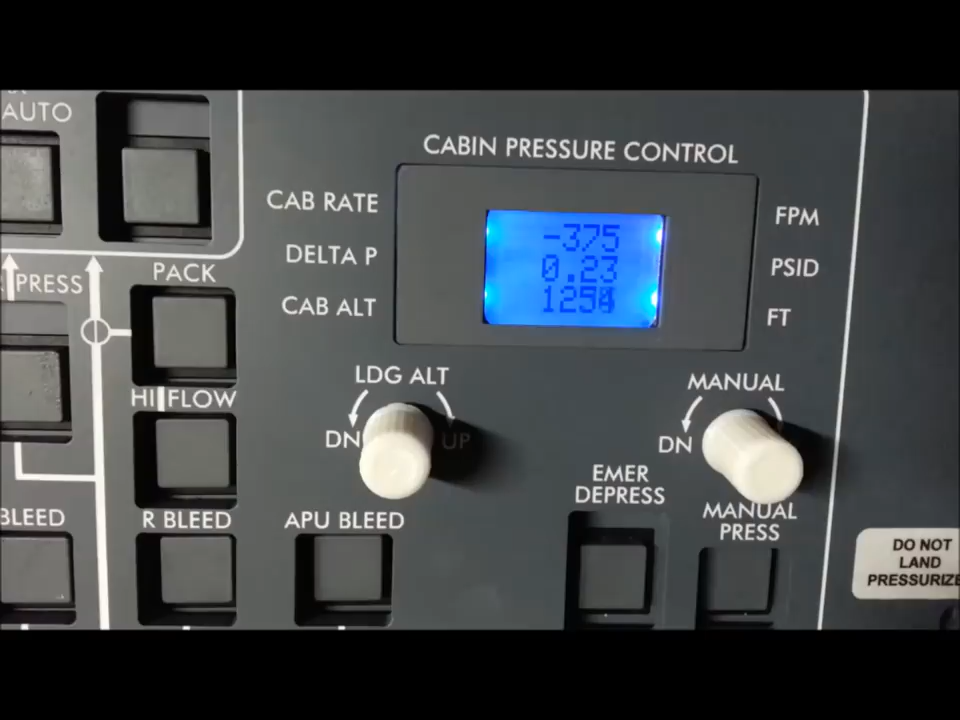 AUTO
CABIN PRESSURE CONTROL
CAB RATE
-375
FPM
DELTA P
0.23
PSID
CAB ALT
FT
PRESS
PACK
HI FLOW
LDG ALT
DN
UP
MANUAL
DN
EMER
DEPRESS
MANUAL
PRESS
BLEED
R BLEED
APU BLEED
DO NOT
LAND
PRESSURIZE